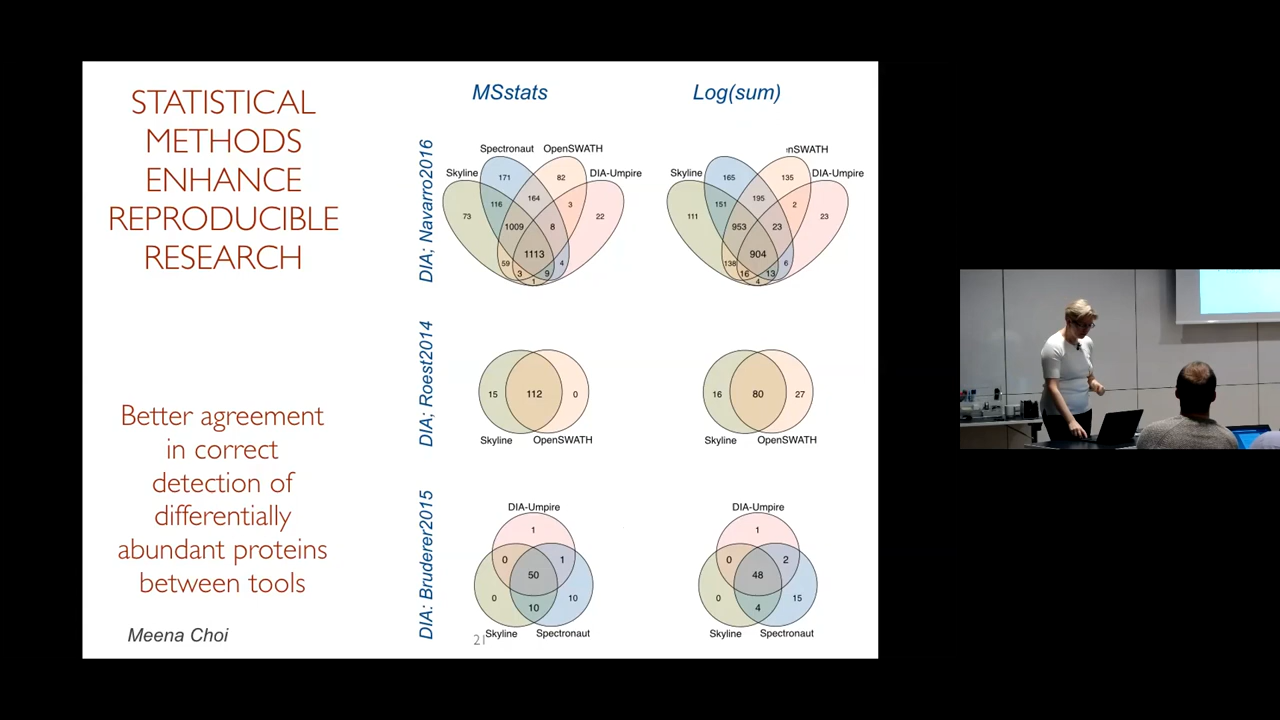 STATISTICAL
METHODS
ENHANCE
REPRODUCIBLE
RESEARCH
Better agreement
in correct
detection of
differentially
abundant proteins
between tools
Meena Choi
MSstats
Log(sum)
DIA; Navarro2016
Spectronaut
OpenSWATH
Skyline
DIA-Umpire
171
82
73
116
164
3
22
1009
8
1113
59
4
3
9
1
nSWATH
Skyline
DIA-Umpire
165
135
111
151
195
2
23
953
23
904
138
6
16
13
4
DIA; Roest2014
15
112
0
Skyline
OpenSWATH
16
80
27
Skyline
OpenSWATH
DIA: Bruderer2015
DIA-Umpire
1
0
1
50
0
10
10
Skyline
Spectronaut
DIA-Umpire
1
0
2
48
0
15
4
Skyline
Spectronaut
21